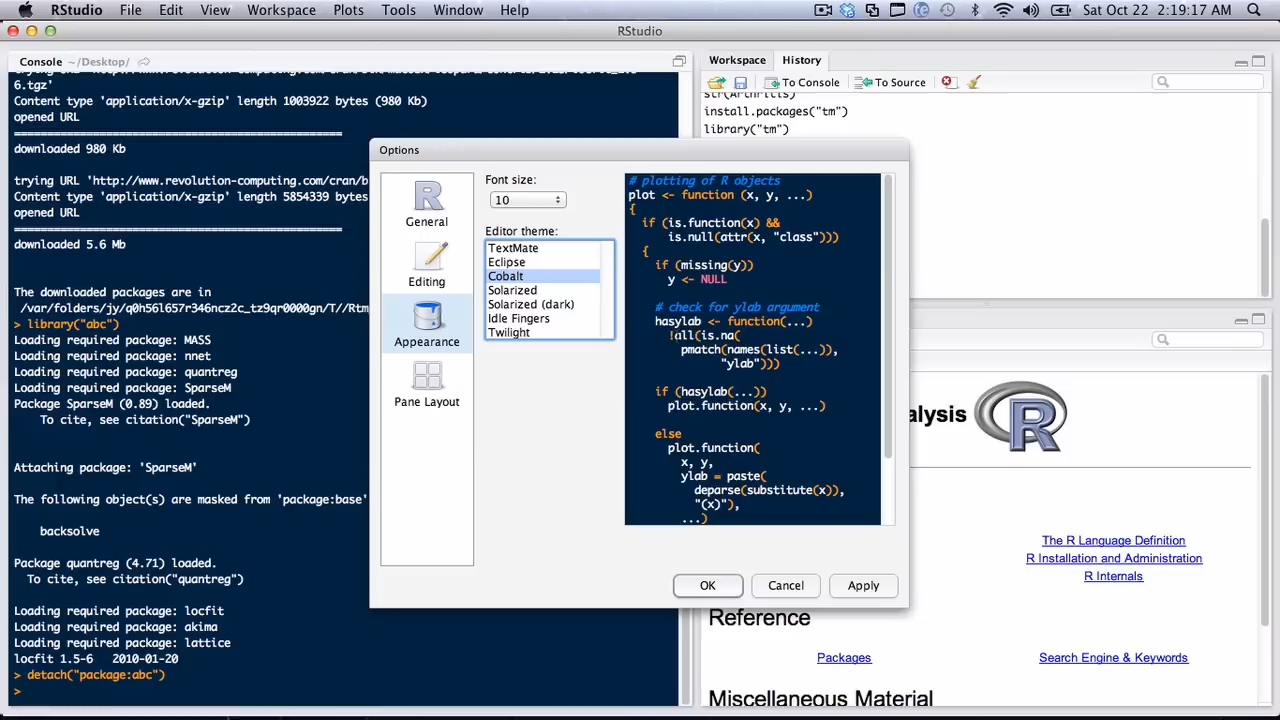 RStudio File Edit View Workspace Plots Tools Window Help
Sat Oct 22 2:19:17 AM
RStudio
Console ~/Desktop/
6.tgz'
Content type 'application/x-gzip' length 1003922 bytes (980 Kb)
opened URL
==================================================
downloaded 980 Kb
trying URL 'http://www.revolution-computing.com/cran/b
Content type 'application/x-gzip' length 5854339 bytes
opened URL
==================================================
downloaded 5.6 Mb
The downloaded packages are in
/var/folders/jy/q0h56l657r346ncz2c_tz9qr0000gn/T//Rtm
> library("abc")
Loading required package: MASS
Loading required package: nnet
Loading required package: quantreg
Loading required package: SparseM
Package SparseM (0.89) loaded.
To cite, see citation("SparseM")
Attaching package: 'SparseM'
The following object(s) are masked from 'package:base'
backsolve
Package quantreg (4.71) loaded.
To cite, see citation("quantreg")
Loading required package: locfit
Loading required package: akima
Loading required package: lattice
locfit 1.5-6 2010-01-20
> detach("package:abc")
>
Options
General
Editing
Appearance
Pane Layout
Font size:
10
Editor theme:
TextMate
Eclipse
Cobalt
Solarized
Solarized (dark)
Idle Fingers
Twilight
# plotting of R objects
plot <- function (x, y, ...)
{
if (is.function(x) &&
is.null(attr(x, "class")))
{
if (missing(y))
y <- NULL
# check for ylab argument
hasylab <- function(...)
!all(is.na(
pmatch(names(list(...)),
"ylab")))
if (hasylab(...))
plot.function(x, y, ...)
else
plot.function(
x, y,
ylab = paste(
deparse(substitute(x)),
"(x)"),
...)
OK Cancel Apply
Workspace History
To Console To Source
str(Arthritis)
install.packages("tm")
library("tm")
alysis R
The R Language Definition
R Installation and Administration
R Internals
Reference
Packages Search Engine & Keywords
Miscellaneous Material